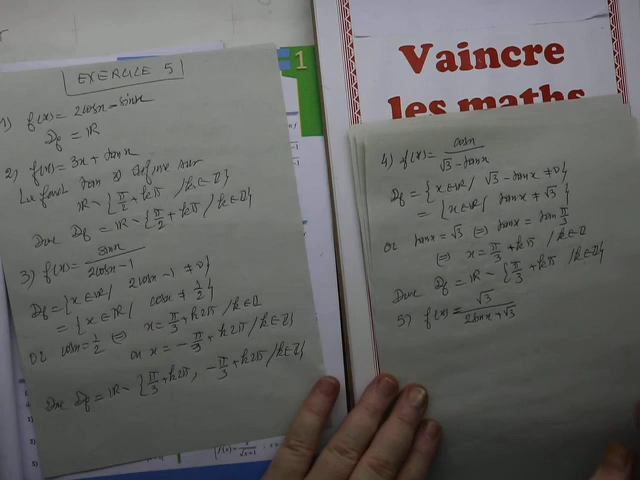 EXERCICE 5
1) f(x) = 2cosx - sinx
Df = IR
2) f(x) = 3x + tanx
La fonct tan x définie sur
IR - {π/2 + kπ / k∈ℤ}
Donc Df = IR - {π/2 + kπ / k∈ℤ}
3) f(x) = sinx / 2cosx - 1
Df = {x∈IR / 2cosx - 1 ≠ 0}
= {x∈IR / cosx ≠ 1/2}
or cosx = 1/2 ⇔ x = π/3 + k2π / k∈ℤ
ou x = -π/3 + k2π / k∈ℤ}
Donc Df = IR - {π/3 + k2π, -π/3 + k2π / k∈ℤ}
1
Vaincre
les maths
4) f(x) = cosx / √3 - tanx
Df = {x∈IR / √3 - tanx ≠ 0}
= {x∈IR / tanx ≠ √3}
or tanx = √3 ⇔ tanx = tan π/3
⇔ x = π/3 + kπ / k∈ℤ
Donc Df = IR - {π/3 + kπ / k∈ℤ}
5) f(x) = √3 / 2sinx + √3